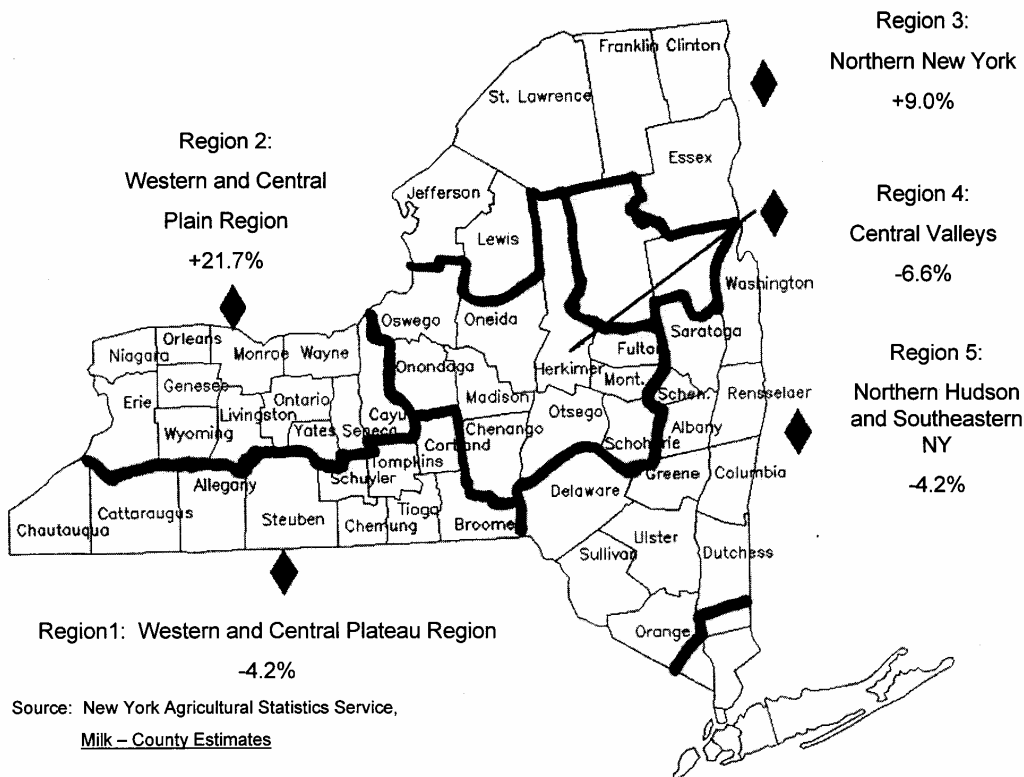 Region 3:
Northern New York
+9.0%
Region 2:
Western and Central
Plain Region
+21.7%
Region 4:
Central Valleys
-6.6%
Region 5:
Northern Hudson
and Southeastern
NY
-4.2%
Franklin Clinton
St. Lawrence
Essex
Jefferson
Lewis
Washington
Oswego
Oneida
Saratoga
Orleans
Niagara
Monroe
Wayne
Fulton
Onondaga
Herkimer
Genesee
Mont.
Erie
Ontario
Madison
Schen.
Rensselaer
Livingston
Cayu
Otsego
Wyoming
Yates
Seneca
Chenango
Albany
Cortland
Schoharie
Tompkins
Schuyler
Greene
Columbia
Allegany
Delaware
Cattaraugus
Steuben
Tioga
Chautauqua
Chemung
Broome
Ulster
Sullivan
Dutchess
Orange
Region1: Western and Central Plateau Region
-4.2%
Source: New York Agricultural Statistics Service,
Milk – County Estimates